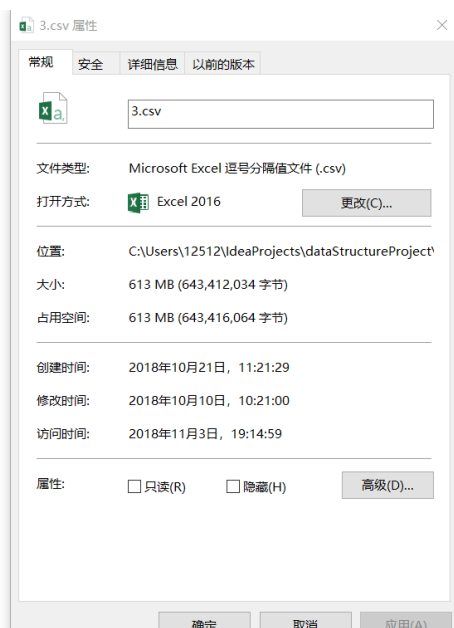 3.csv 属性
常规 安全 详细信息 以前的版本
3.csv
文件类型: Microsoft Excel 逗号分隔值文件 (.csv)
打开方式: Excel 2016 更改(C)...
位置: C:\Users\12512\IdeaProjects\dataStructureProject\
大小: 613 MB (643,412,034 字节)
占用空间: 613 MB (643,416,064 字节)
创建时间: 2018年10月21日，11:21:29
修改时间: 2018年10月10日，10:21:00
访问时间: 2018年11月3日，19:14:59
属性: 只读(R) 隐藏(H) 高级(D)...
确定 取消 应用(A)